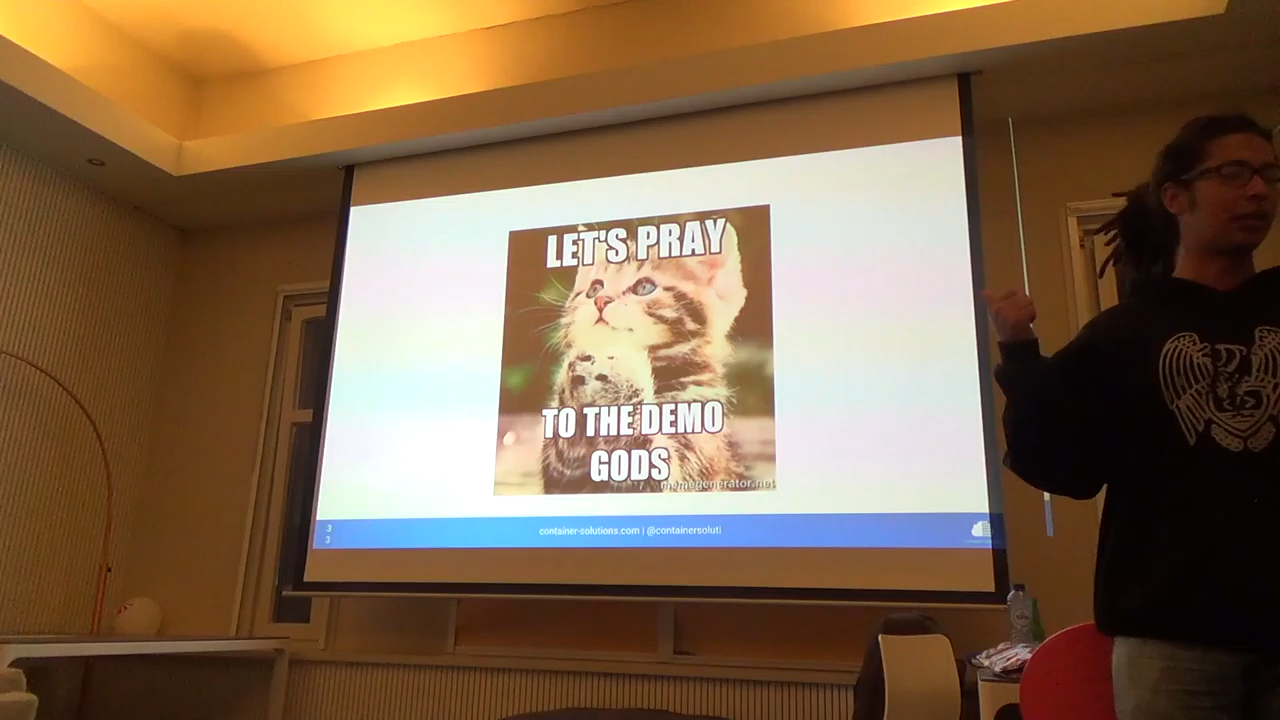 LET'S PRAY
TO THE DEMO
GODS
memegenerator.net
3
3
container-solutions.com | @containersoluti